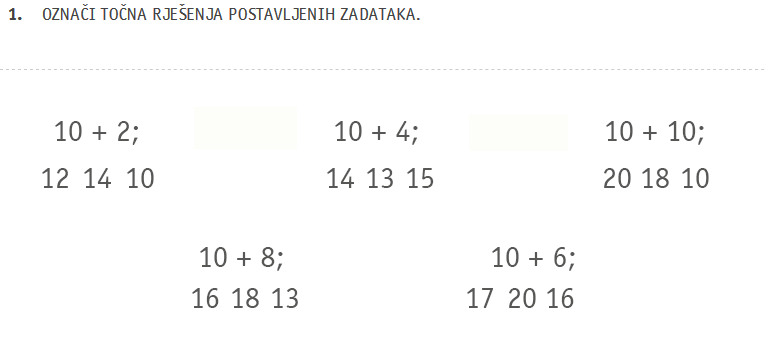 1. OZNAČI TOČNA RJEŠENJA POSTAVLJENIH ZADATAKA.
10 + 2; 10 + 4; 10 + 10;
12 14 10 14 13 15 20 18 10
10 + 8; 10 + 6;
16 18 13 17 20 16